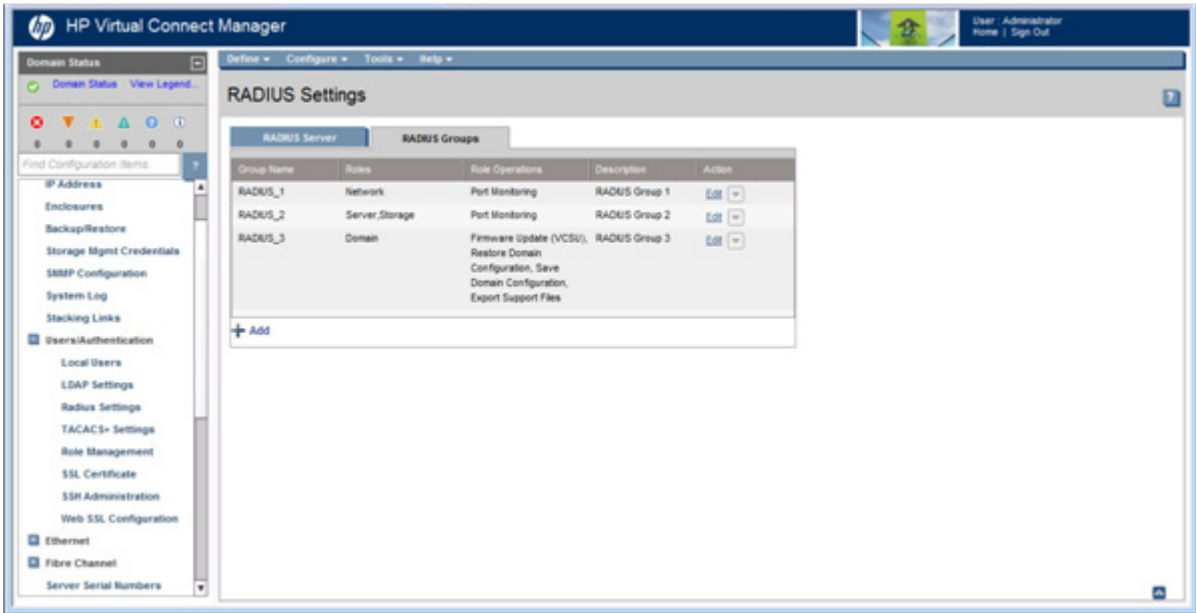 hp HP Virtual Connect Manager
User : Administrator
Home | Sign Out
Domain Status
Domain Status View Legend...
0 0 0 0 0 0
Find Configuration Items. ?
IP Address
Enclosures
Backup/Restore
Storage Mgmt Credentials
SNMP Configuration
System Log
Stacking Links
Users/Authentication
Local Users
LDAP Settings
Radius Settings
TACACS+ Settings
Role Management
SSL Certificate
SSH Administration
Web SSL Configuration
Ethernet
Fibre Channel
Server Serial Numbers
Define Configure Tools Help
RADIUS Settings ?
RADIUS Server RADIUS Groups
Group Name Roles Role Operations Description Action
RADIUS_1 Network Port Monitoring RADIUS Group 1 Edit
RADIUS_2 Server,Storage Port Monitoring RADIUS Group 2 Edit
RADIUS_3 Domain Firmware Update (VCSU), RADIUS Group 3 Edit
Restore Domain
Configuration, Save
Domain Configuration,
Export Support Files
+ Add